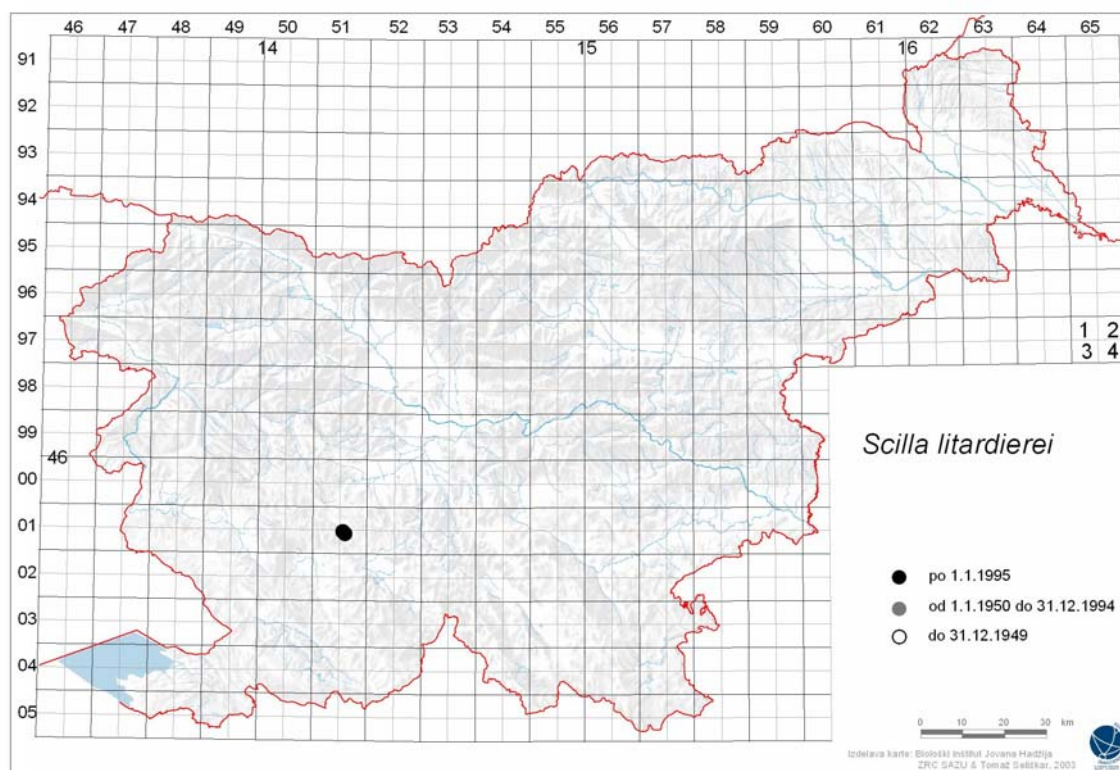 46 47 48 49 50 51 52 53 54 55 56 57 58 59 60 61 62 63 64 65
14 15 16
91
92
93
94
95
96
97
1 2
3 4
98
99
46
00
01
02
03
04
05
Scilla litardierei
po 1.1.1995
od 1.1.1950 do 31.12.1994
do 31.12.1949
0 10 20 30 km
Izdelava karte: Biološki inštitut Jovana Hadžija
ZRC SAZU & Tomaž Seliškar, 2003